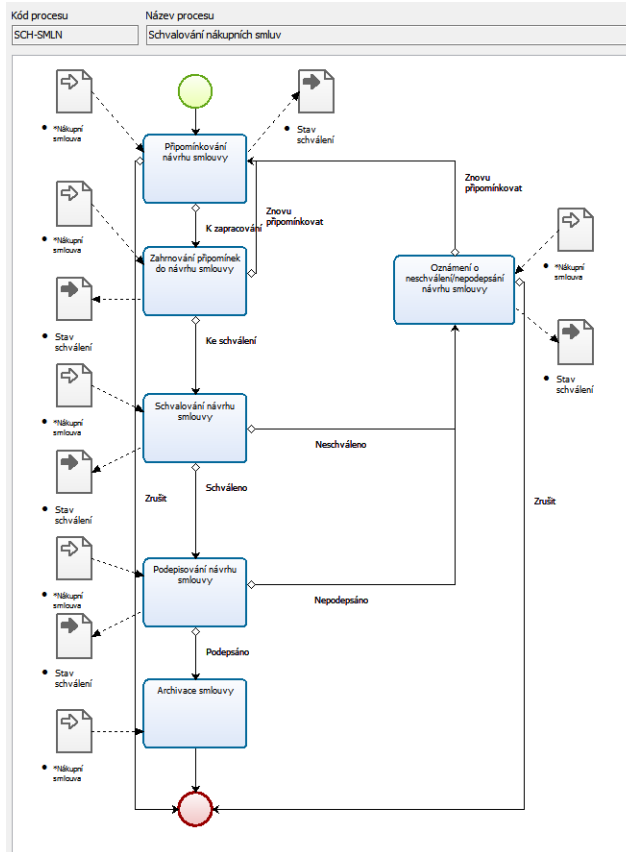 Kód procesu
Název procesu
SCH-SMLN
Schvalování nákupních smluv
*Nákupní
smlouva
Stav
schválení
Připomínkování
návrhu smlouvy
Znovu
připomínkovat
K zapracování
Znovu
připomínkovat
*Nákupní
smlouva
Zahrnování připomínek
do návrhu smlouvy
Oznámení o
neschválení/nepodepsání
návrhu smlouvy
*Nákupní
smlouva
Stav
schválení
Ke schválení
Stav
schválení
*Nákupní
smlouva
Schvalování návrhu
smlouvy
Neschváleno
Schváleno
Zrušit
Zrušit
Stav
schválení
Podepisování návrhu
smlouvy
*Nákupní
smlouva
Nepodepsáno
Podepsáno
Stav
schválení
Archivace smlouvy
*Nákupní
smlouva